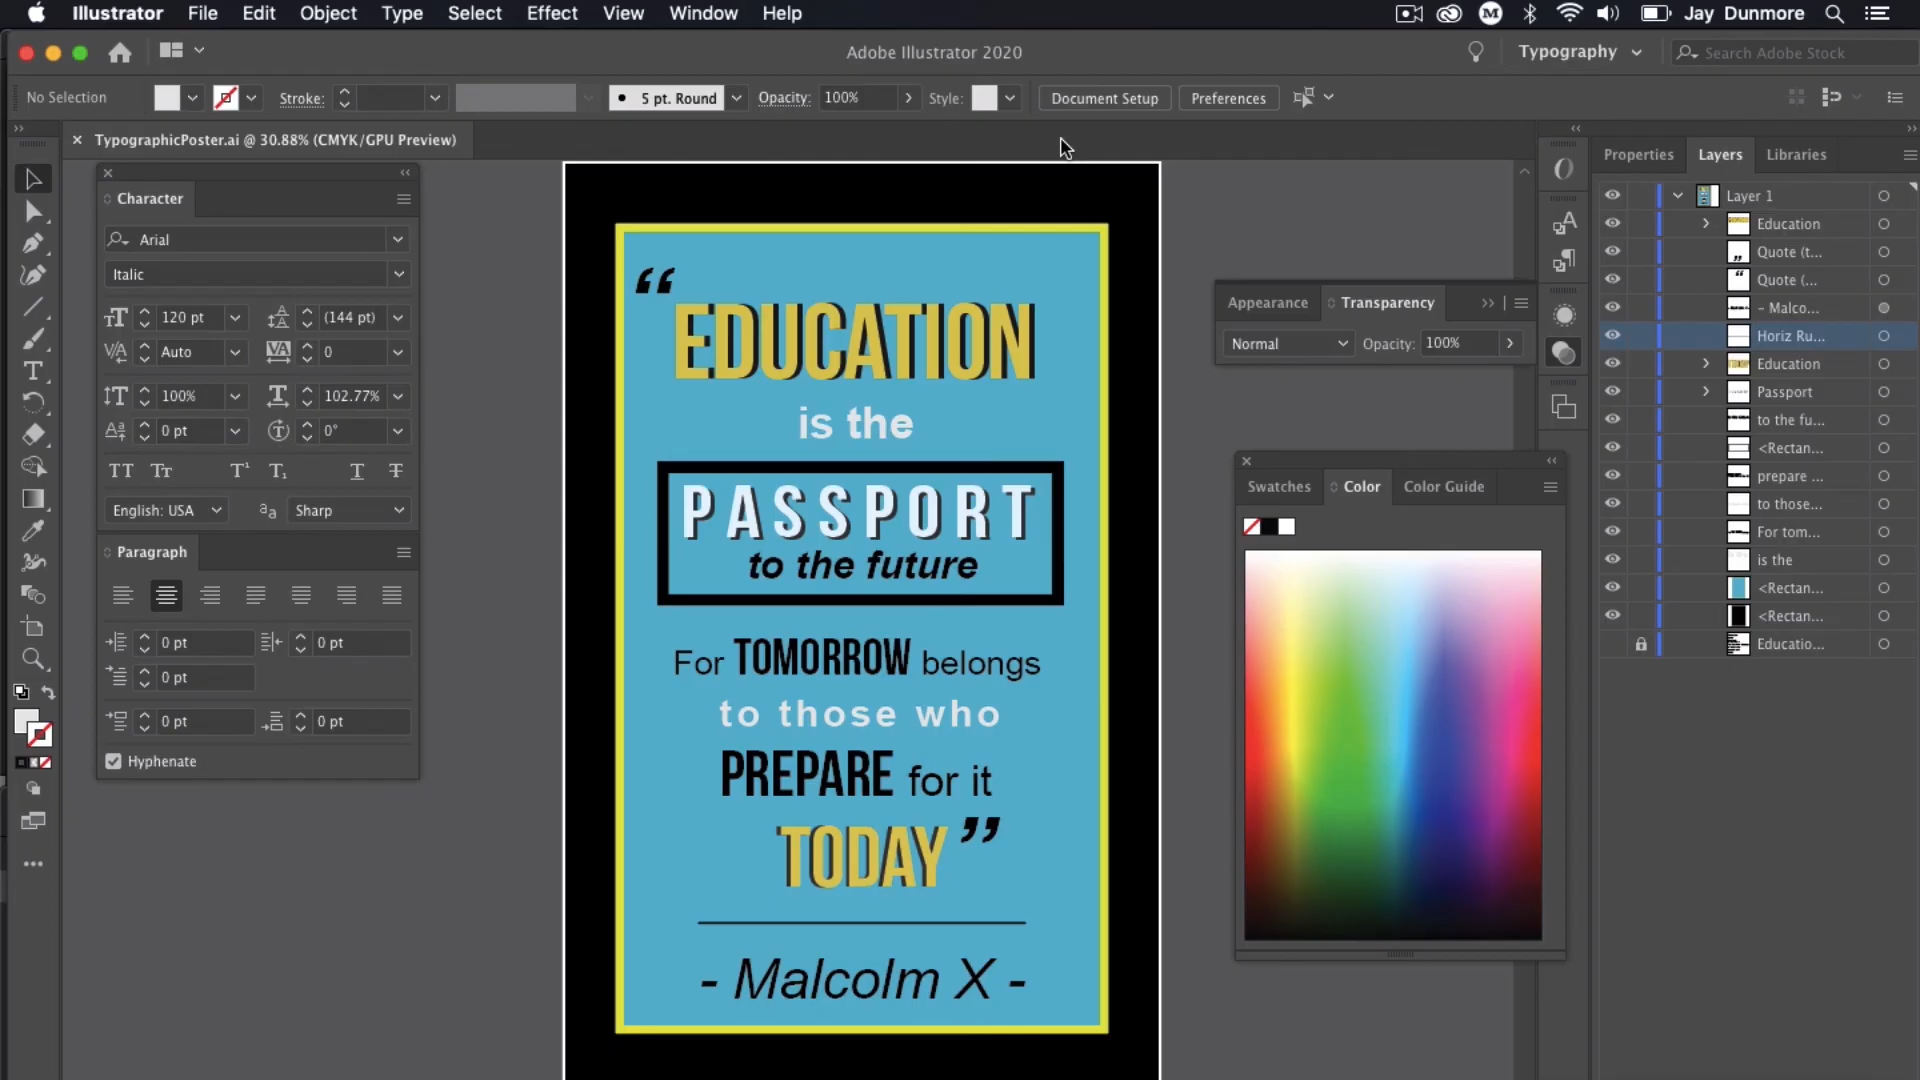 Illustrator File Edit Object Type Select Effect View Window Help Jay Dunmore
Adobe Illustrator 2020 Typography Search Adobe Stock
No Selection Stroke: 5 pt. Round Opacity: 100% Style: Document Setup Preferences
TypographicPoster.ai @ 30.88% (CMYK/GPU Preview)
Character
Arial
Italic
120 pt (144 pt)
Auto 0
100% 102.77%
0 pt 0°
English: USA Sharp
Paragraph
0 pt 0 pt
0 pt
0 pt 0 pt
Hyphenate
“
EDUCATION
is the
PASSPORT
to the future
For TOMORROW belongs
to those who
PREPARE for it
TODAY ”
- Malcolm X -
Appearance Transparency
Normal Opacity: 100%
Swatches Color Color Guide
Properties Layers Libraries
Layer 1
Education
Quote (t...
Quote (...
- Malco...
Horiz Ru...
Education
Passport
to the fu...
<Rectan...
prepare ...
to those...
For tom...
is the
<Rectan...
<Rectan...
Educatio...